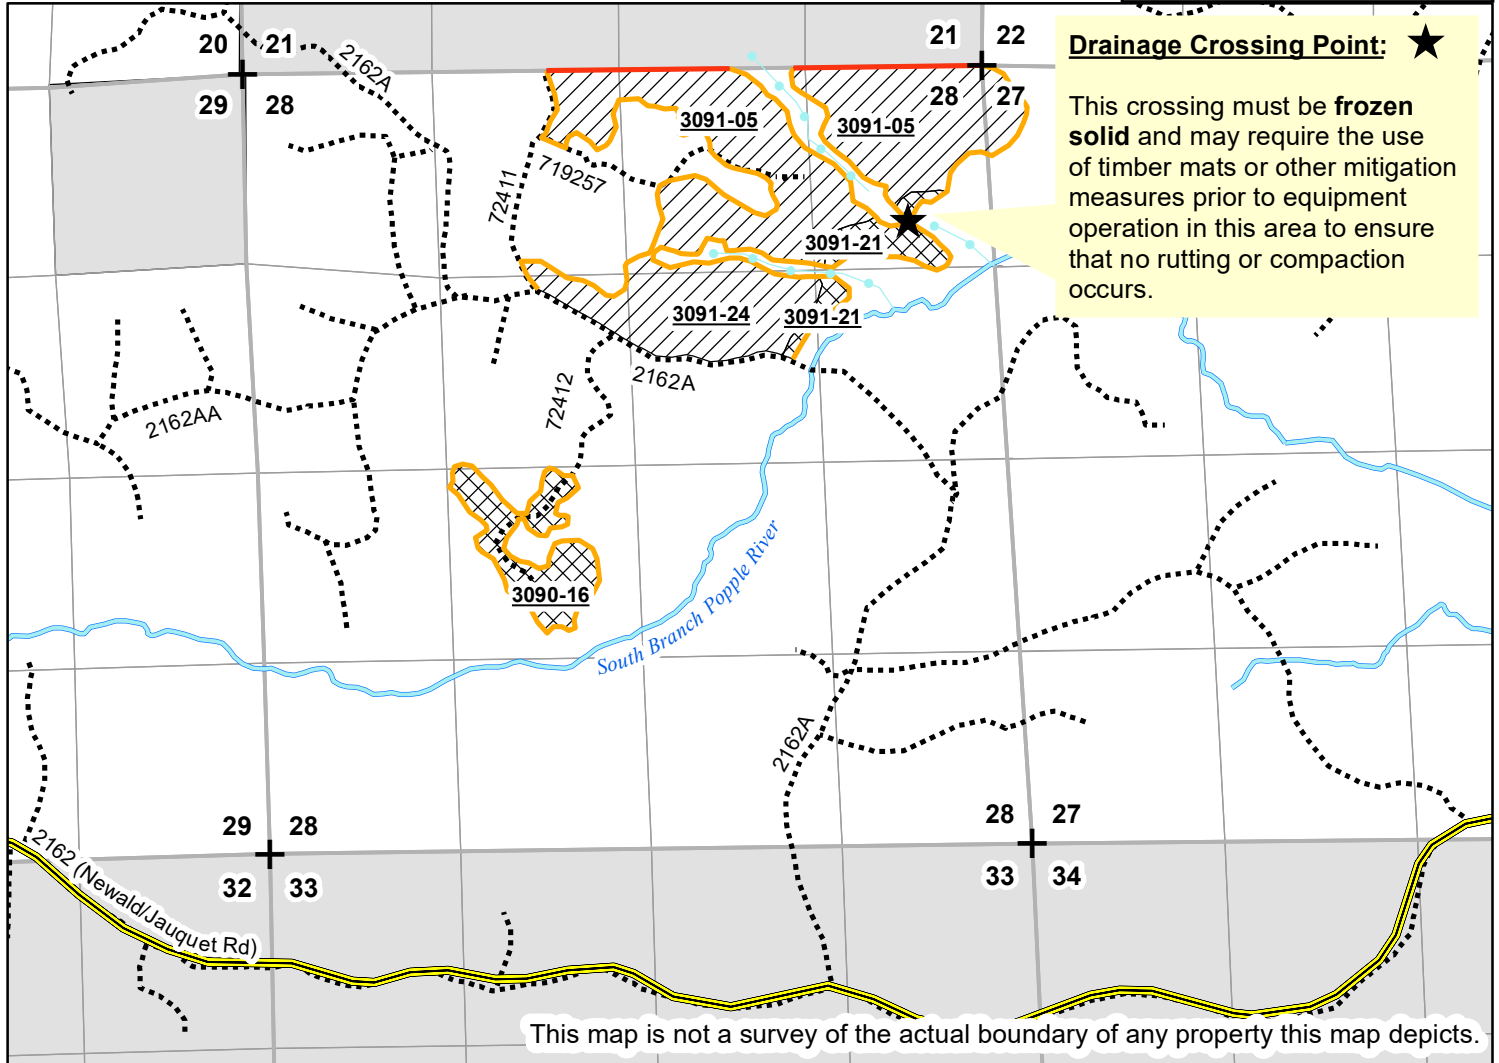 20 21
29 28
2162A
21 22
28 27
Drainage Crossing Point:
This crossing must be frozen
solid and may require the use
of timber mats or other mitigation
measures prior to equipment
operation in this area to ensure
that no rutting or compaction
occurs.
3091-05
3091-05
719257
72411
3091-21
3091-24
3091-21
2162A
72412
2162AA
3090-16
South Branch Popple River
2162A
29 28
32 33
28 27
33 34
2162 (Newald/Jauquet Rd)
This map is not a survey of the actual boundary of any property this map depicts.